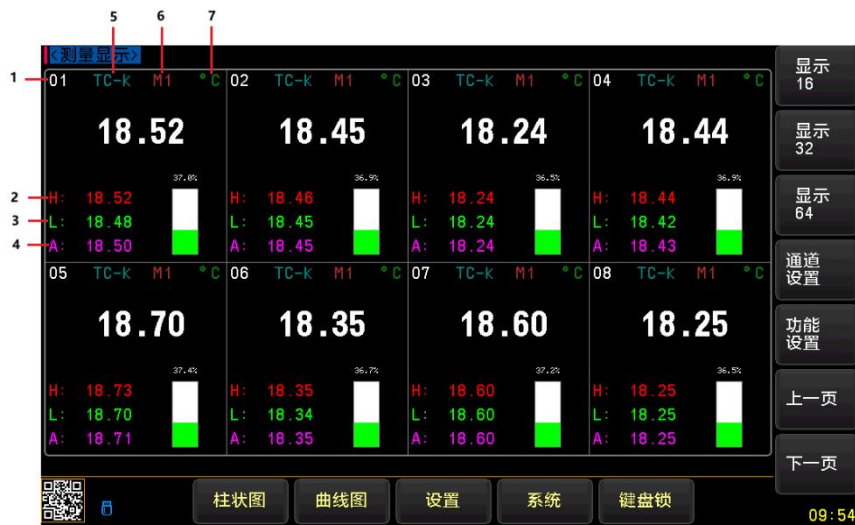 5 6 7
<测量显示>
1
01 TC-k M1 °C 02 TC-k M1 °C 03 TC-k M1 °C 04 TC-k M1 °C
18.52 18.45 18.24 18.44
37.0% 36.9% 36.5% 36.9%
2
H: 18.52 H: 18.46 H: 18.24 H: 18.44
3
L: 18.48 L: 18.45 L: 18.24 L: 18.42
4
A: 18.50 A: 18.45 A: 18.24 A: 18.43
05 TC-k M1 °C 06 TC-k M1 °C 07 TC-k M1 °C 08 TC-k M1 °C
18.70 18.35 18.60 18.25
37.4% 36.7% 37.2% 36.5%
H: 18.73 H: 18.35 H: 18.60 H: 18.25
L: 18.70 L: 18.34 L: 18.60 L: 18.25
A: 18.71 A: 18.35 A: 18.60 A: 18.25
显示
16
显示
32
显示
64
通道
设置
功能
设置
上一页
下一页
柱状图 曲线图 设置 系统 键盘锁
09:54